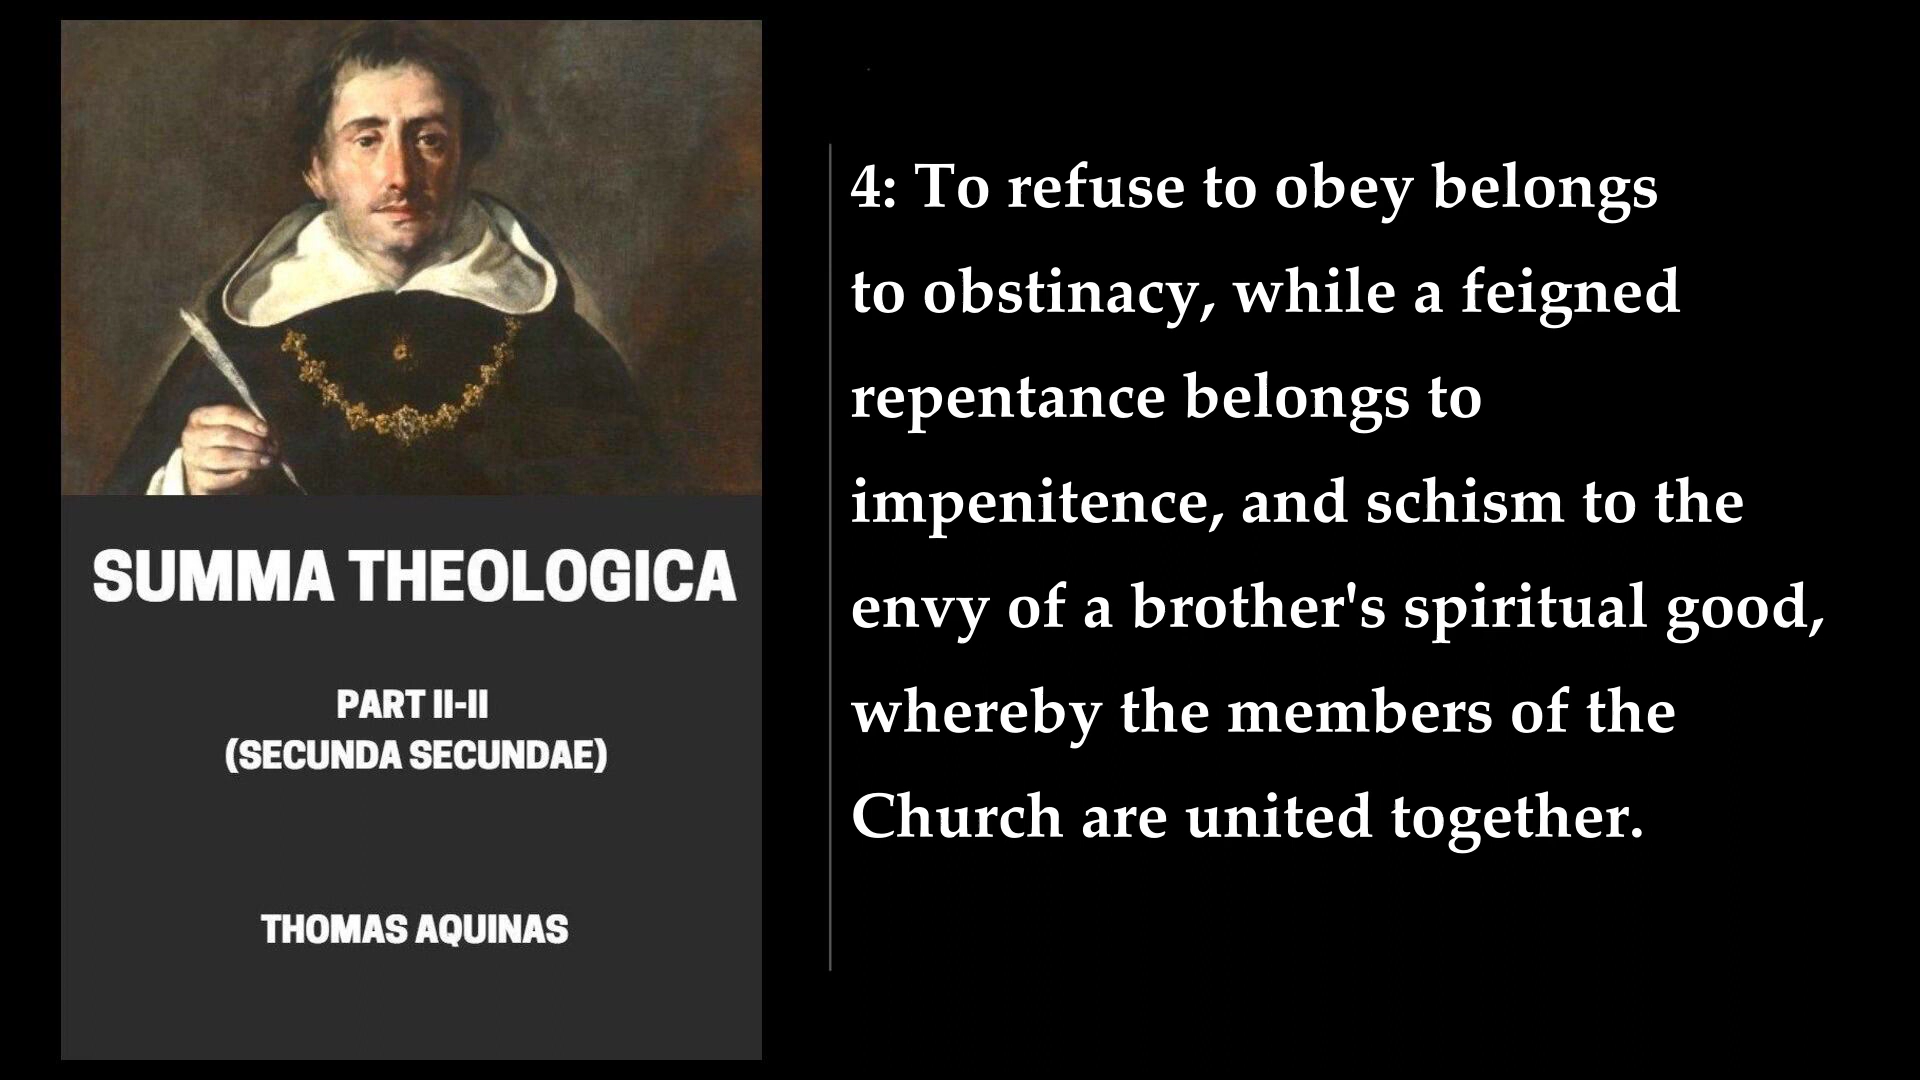 SUMMA THEOLOGICA
PART II-II
(SECUNDA SECUNDAE)
THOMAS AQUINAS
4: To refuse to obey belongs
to obstinacy, while a feigned
repentance belongs to
impenitence, and schism to the
envy of a brother's spiritual good,
whereby the members of the
Church are united together.